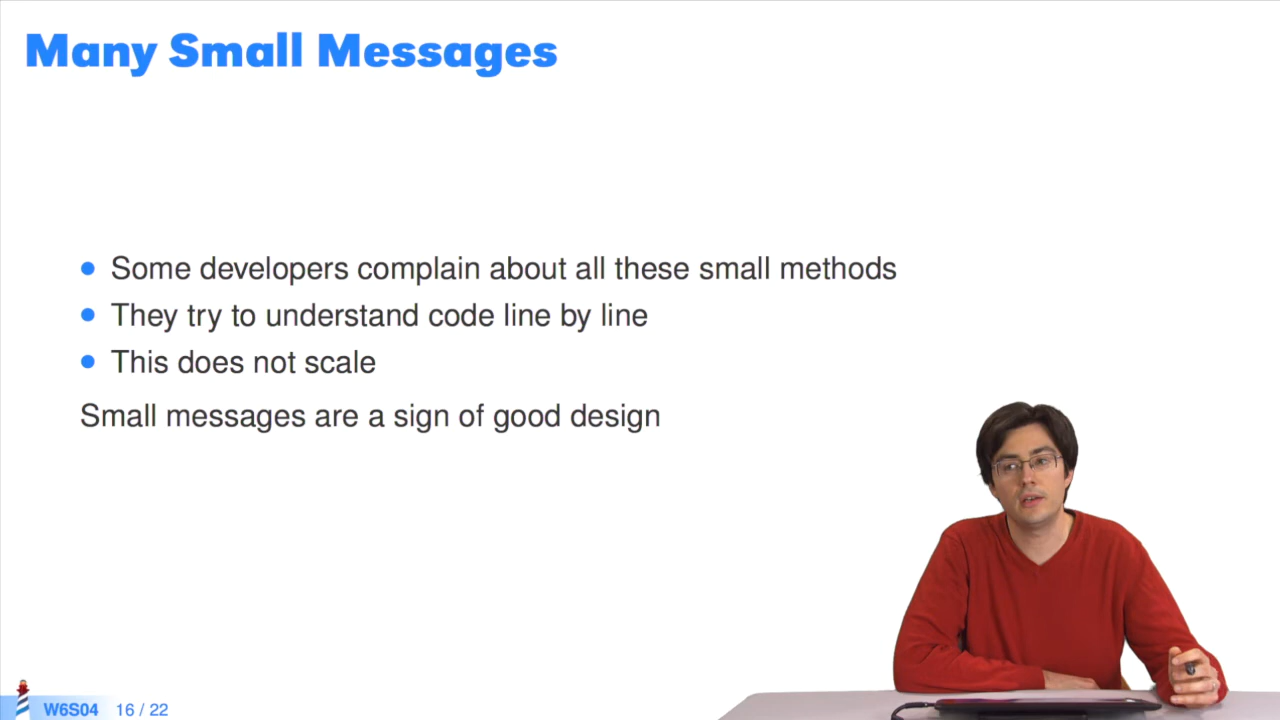 Many Small Messages
Some developers complain about all these small methods
They try to understand code line by line
This does not scale
Small messages are a sign of good design
W6S04 16 / 22